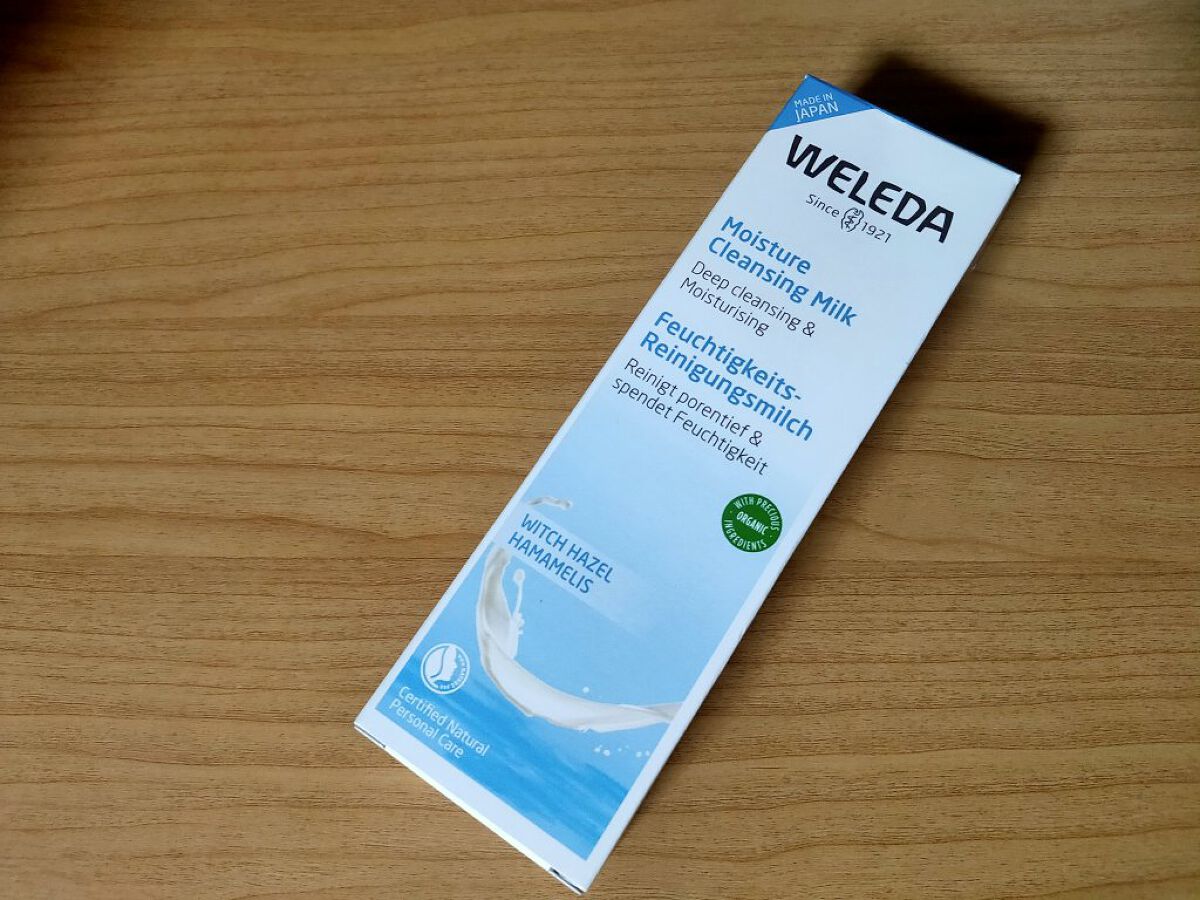 MADE IN
JAPAN
WELEDA
Since 1921
Moisture
Cleansing Milk
Deep cleansing &
Moisturising
Feuchtigkeits-
Reinigungsmilch
Reinigt porentief &
spendet Feuchtigkeit
WITH PRECIOUS
ORGANIC
INGREDIENTS
WITCH HAZEL
HAMAMELIS
Certified Natural
Personal Care